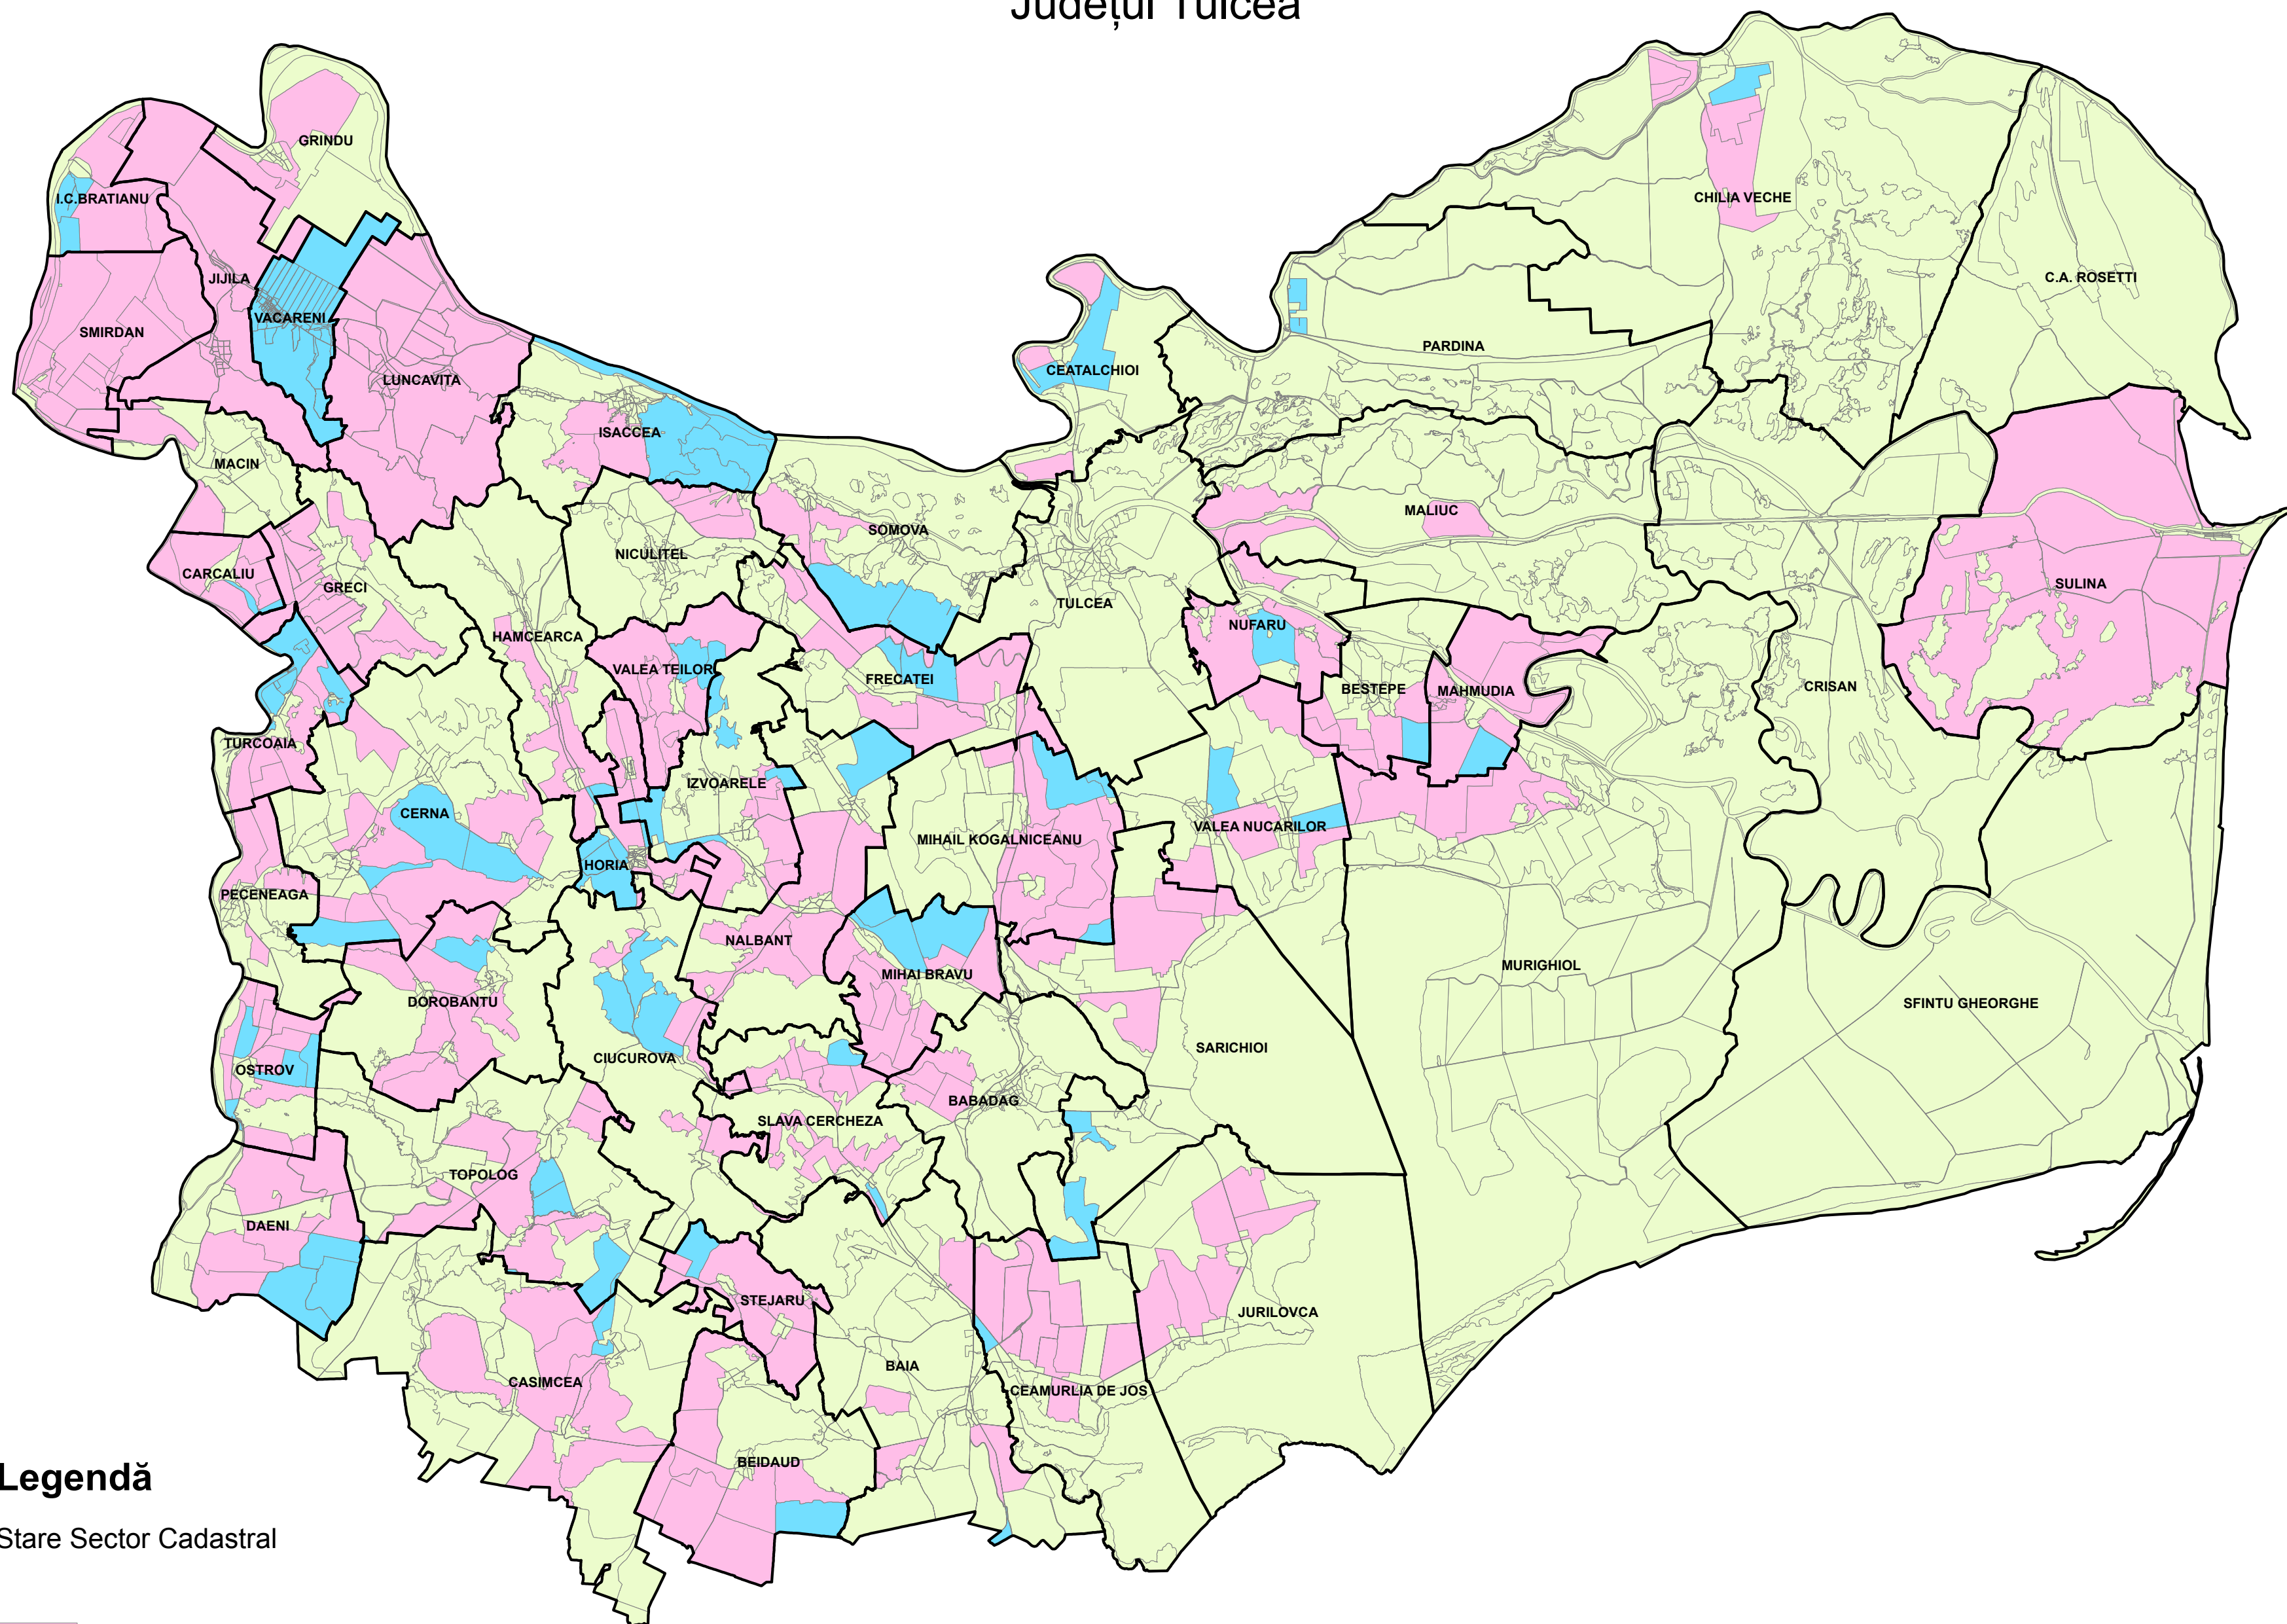 Județul Tulcea
GRINDU
I.C.BRATIANU
CHILIA VECHE
JIJILA
C.A. ROSETTI
VACARENI
SMIRDAN
PARDINA
CEATALCHIOI
LUNCAVITA
ISACCEA
MACIN
MALIUC
SOMOVA
NICULITEL
CARCALIU
GRECI
SULINA
TULCEA
NUFARU
HAMCEARCA
VALEA TEILOR
FRECATEI
BESTEPE
MAHMUDIA
CRISAN
TURCOAIA
IZVOARELE
CERNA
VALEA NUCARILOR
MIHAIL KOGALNICEANU
HORIA
PECENEAGA
NALBANT
MURIGHIOL
MIHAI BRAVU
DOROBANTU
SFINTU GHEORGHE
SARICHIOI
CIUCUROVA
OSTROV
BABADAG
SLAVA CERCHEZA
TOPOLOG
DAENI
STEJARU
JURILOVCA
BAIA
CASIMCEA
CEAMURLIA DE JOS
BEIDAUD
Legendă
Stare Sector Cadastral